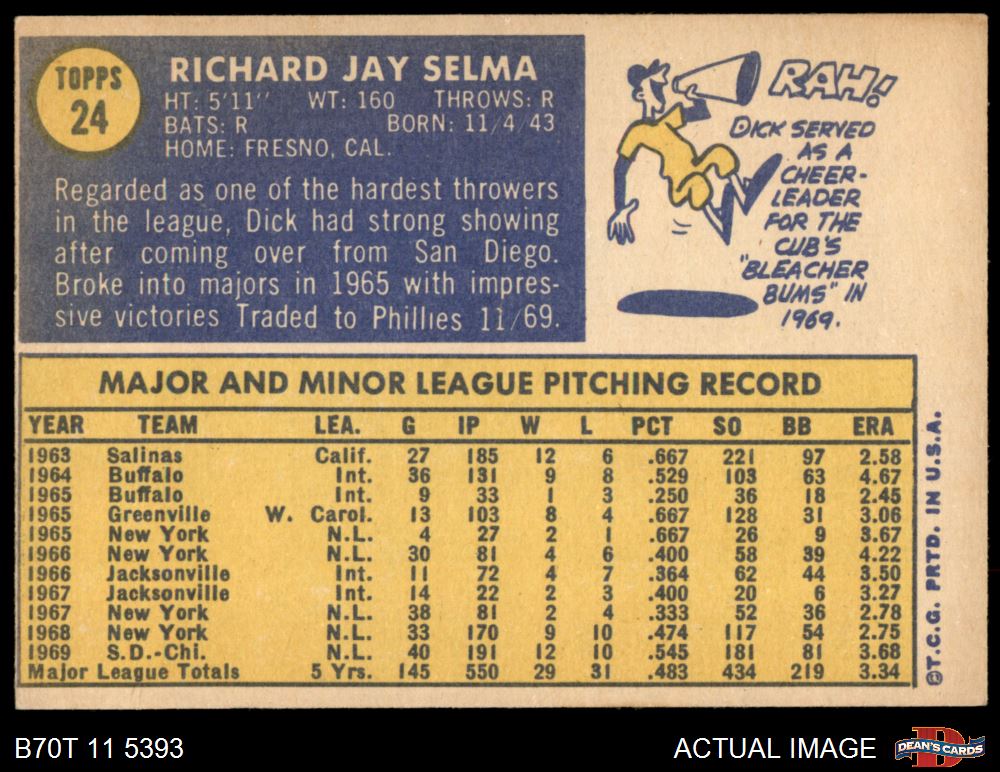 TOPPS
24
RICHARD JAY SELMA
HT: 5'11" WT: 160 THROWS: R
BATS: R BORN: 11/4/43
HOME: FRESNO, CAL.
Regarded as one of the hardest throwers
in the league, Dick had strong showing
after coming over from San Diego.
Broke into majors in 1965 with impres-
sive victories Traded to Phillies 11/69.
RAH!
DICK SERVED
AS A
CHEER-
LEADER
FOR THE
CUB'S
"BLEACHER
BUMS" IN
1969.
MAJOR AND MINOR LEAGUE PITCHING RECORD
YEAR TEAM LEA. G IP W L PCT SO BB ERA
1963 Salinas Calif. 27 185 12 6 .667 221 97 2.58
1964 Buffalo Int. 36 131 9 8 .529 103 63 4.67
1965 Buffalo Int. 9 33 1 3 .250 36 18 2.45
1965 Greenville W. Carol. 13 103 8 4 .667 128 31 3.06
1965 New York N.L. 4 27 2 1 .667 26 9 3.67
1966 New York N.L. 30 81 4 6 .400 58 39 4.22
1966 Jacksonville Int. 11 72 4 7 .364 62 44 3.50
1967 Jacksonville Int. 14 22 2 3 .400 20 6 3.27
1967 New York N.L. 38 81 2 4 .333 52 36 2.78
1968 New York N.L. 33 170 9 10 .474 117 54 2.75
1969 S.D.-Chi. N.L. 40 191 12 10 .545 181 81 3.68
Major League Totals 5 Yrs. 145 550 29 31 .483 434 219 3.34
©T.C.G. PRTD. IN U.S.A.
B70T 11 5393
ACTUAL IMAGE
D
DEAN'S CARDS